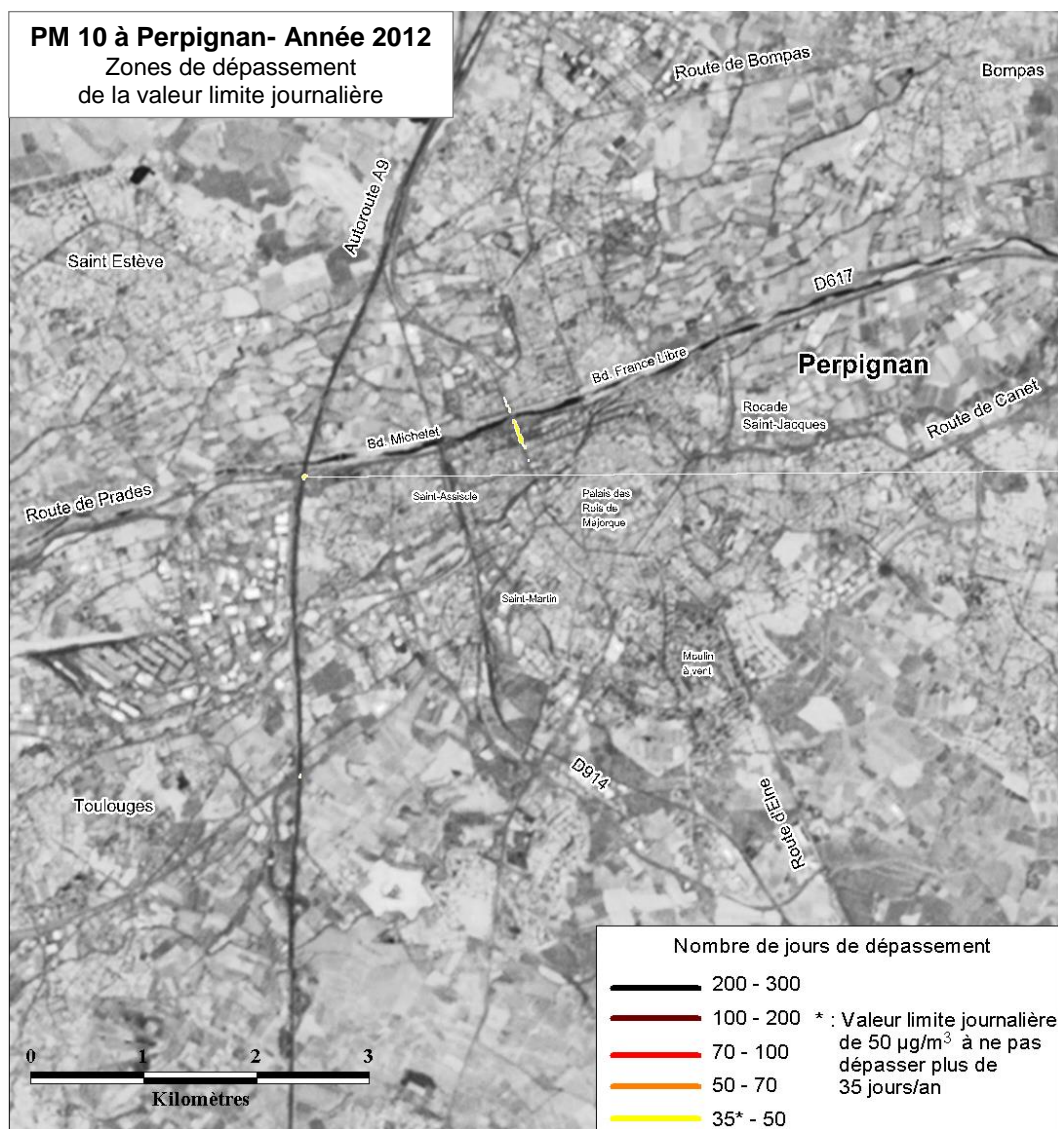 PM 10 à Perpignan- Année 2012
Zones de dépassement
de la valeur limite journalière
Route de Bompas
Bompas
Autoroute A9
Saint Estève
D617
Bd. France Libre
Perpignan
Rocade
Saint-Jacques
Route de Canet
Bd. Michelet
Route de Prades
Saint-Assiscle
Palais des
Rois de
Majorque
Saint-Martin
Moulin
à vent
D914
Route d'Elne
Toulouges
Nombre de jours de dépassement
200 - 300
100 - 200
70 - 100
50 - 70
35* - 50
* : Valeur limite journalière
de 50 µg/m³ à ne pas
dépasser plus de
35 jours/an
0 1 2 3
Kilomètres